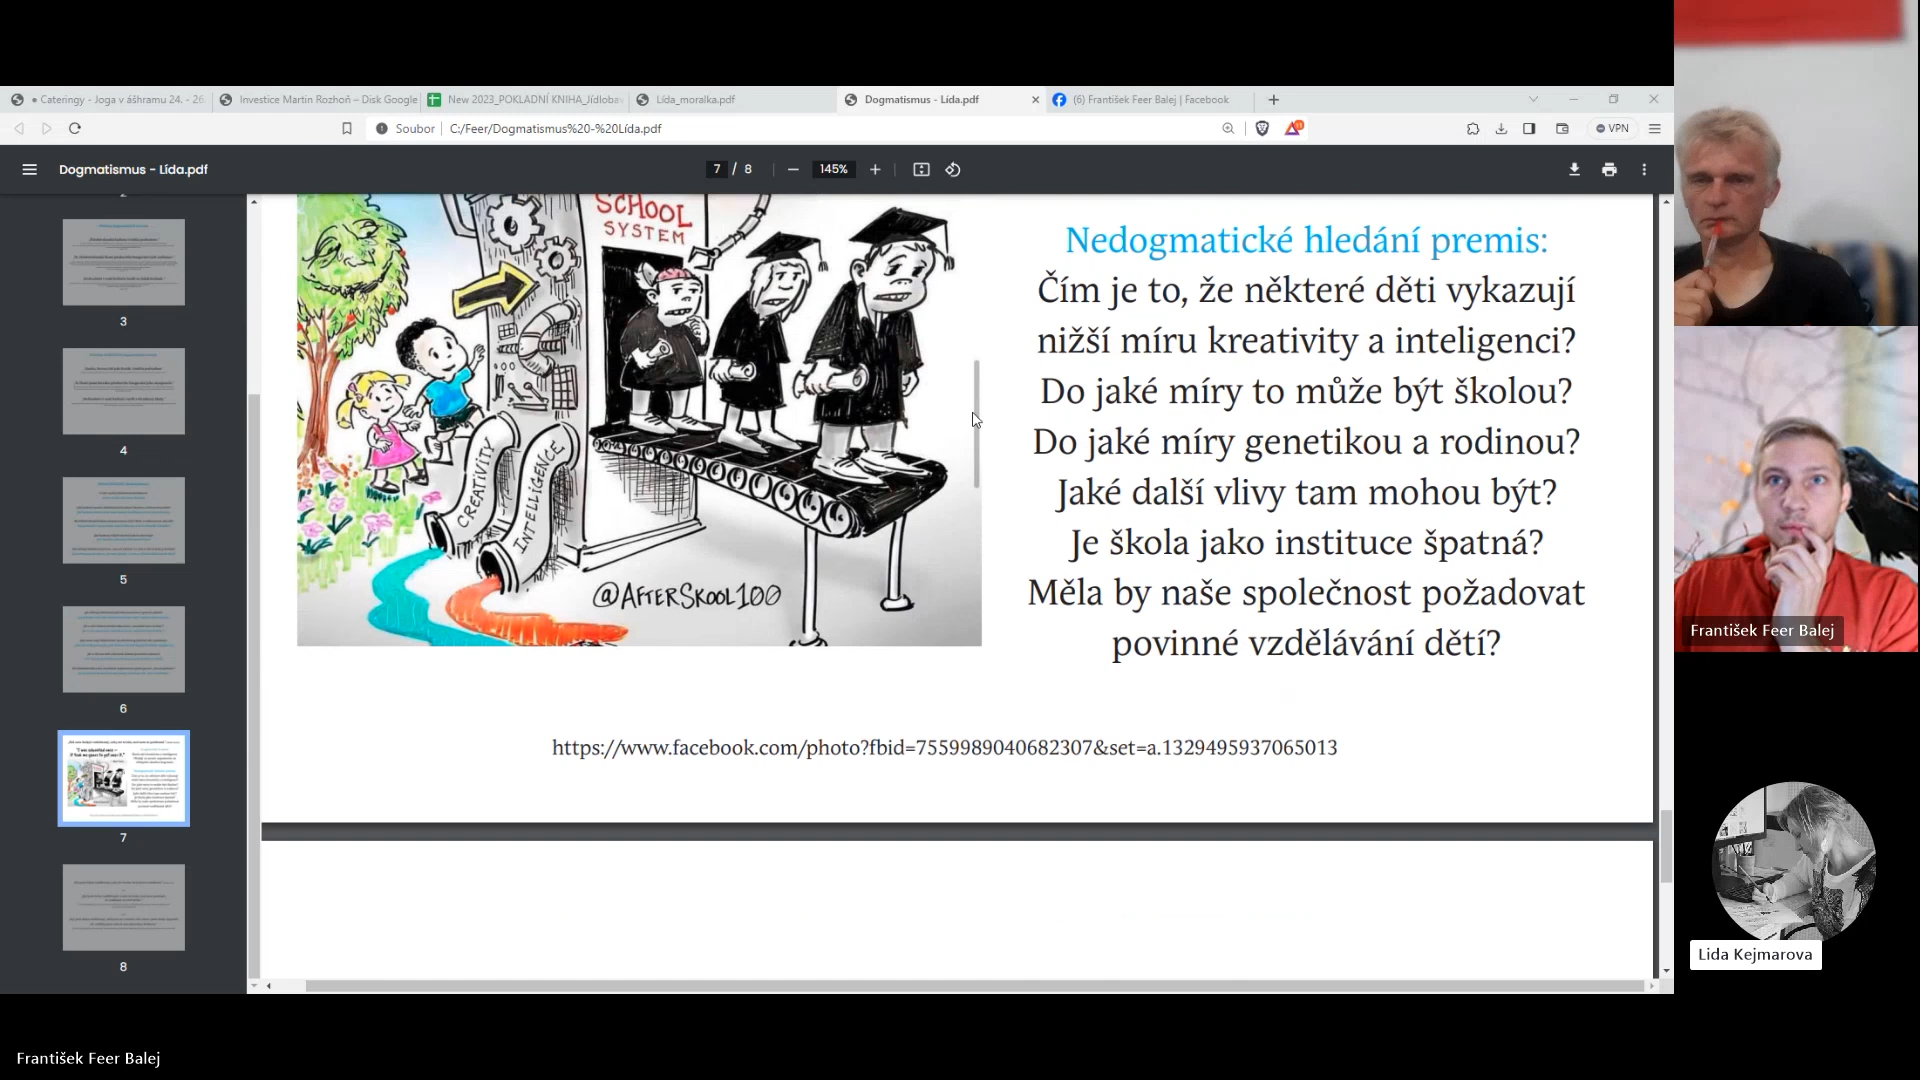 Cateringy - Joga v ášhramu 24. - 26.
Investice Martin Rozhoň – Disk Google
New 2023_POKLADNÍ KNIHA_Jídlobav
Lída_moralka.pdf
Dogmatismus - Lída.pdf
(6) František Feer Balej | Facebook
Soubor
C:/Feer/Dogmatismus%20-%20Lída.pdf
VPN
Dogmatismus - Lída.pdf
7 / 8
145%
3
4
5
6
7
8
SCHOOL
SYSTEM
CREATIVITY
INTELLIGENCE
@AFTERSKOOL100
Nedogmatické hledání premis:
Čím je to, že některé děti vykazují
nižší míru kreativity a inteligenci?
Do jaké míry to může být školou?
Do jaké míry genetikou a rodinou?
Jaké další vlivy tam mohou být?
Je škola jako instituce špatná?
Měla by naše společnost požadovat
povinné vzdělávání dětí?
https://www.facebook.com/photo?fbid=7559989040682307&set=a.1329495937065013
František Feer Balej
Lida Kejmarova
František Feer Balej